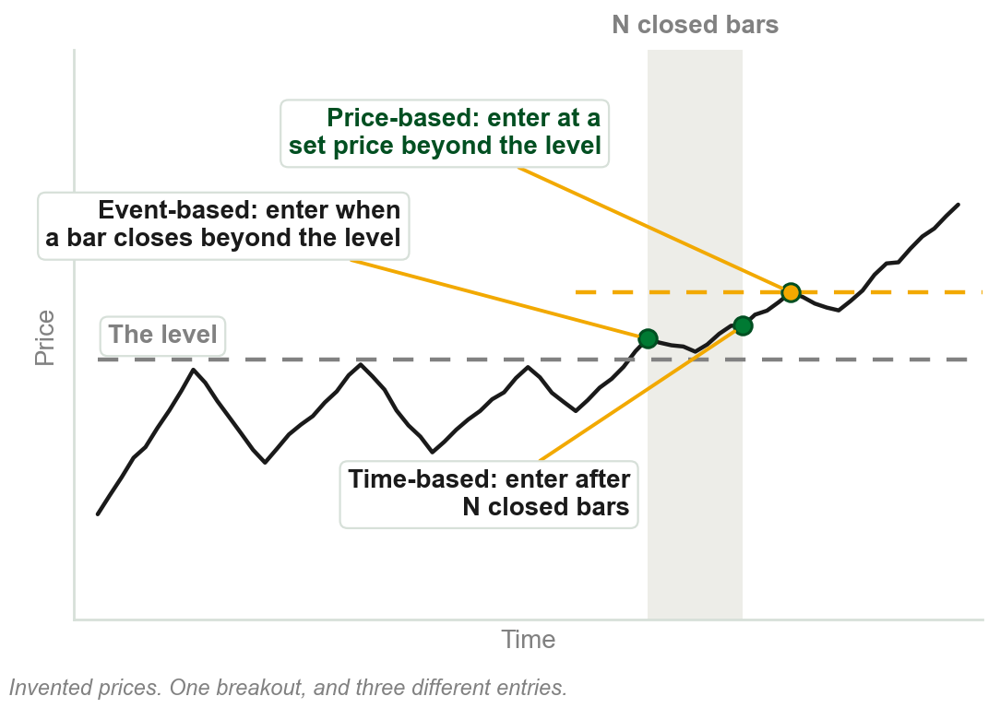 N closed bars
Price-based: enter at a
set price beyond the level
Event-based: enter when
a bar closes beyond the level
The level
Price
Time-based: enter after
N closed bars
Time
Invented prices. One breakout, and three different entries.